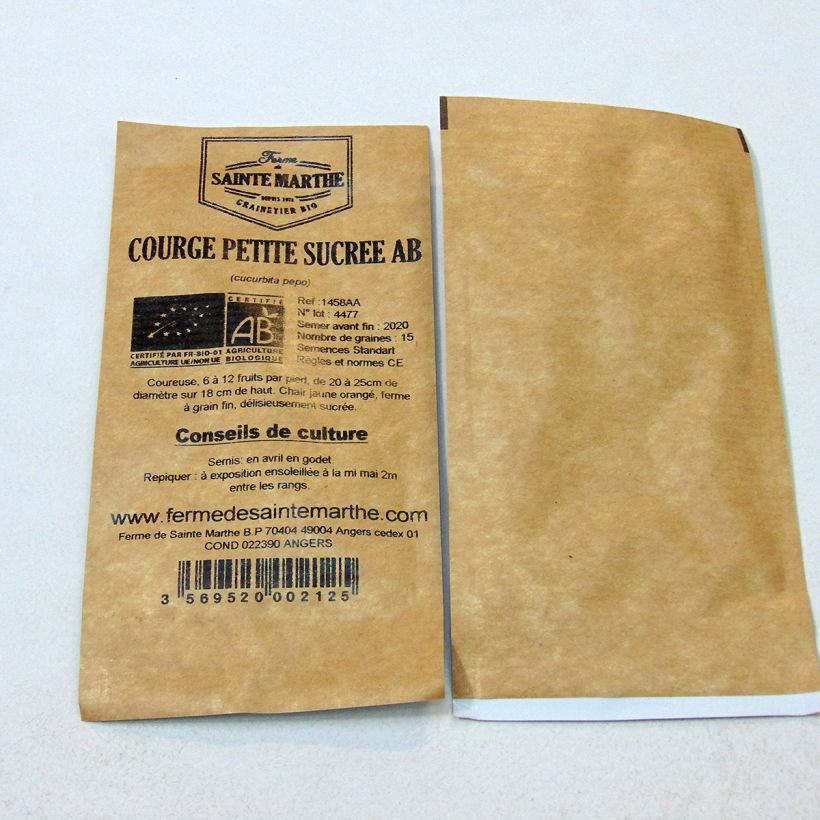 Ferme
de
SAINTE MARTHE
DEPUIS 1974
GRAINETIER BIO
COURGE PETITE SUCREE AB
(cucurbita pepo)
CERTIFIÉ
AB
CERTIFIÉ PAR FR-BIO-01
AGRICULTURE UE/NON UE
AGRICULTURE
BIOLOGIQUE
Ref :1458AA
N° lot : 4477
Semer avant fin : 2020
Nombre de graines : 15
Semences Standart
Règles et normes CE
Coureuse, 6 à 12 fruits par pied, de 20 à 25cm de
diamètre sur 18 cm de haut. Chair jaune orangé, ferme
à grain fin, délisieusement sucrée.
Conseils de culture
Semis: en avril en godet
Repiquer : à exposition ensoleillée à la mi mai 2m
entre les rangs.
www.fermedesaintemarthe.com
Ferme de Sainte Marthe B.P 70404 49004 Angers cedex 01
COND 022390 ANGERS
3 569520 002125